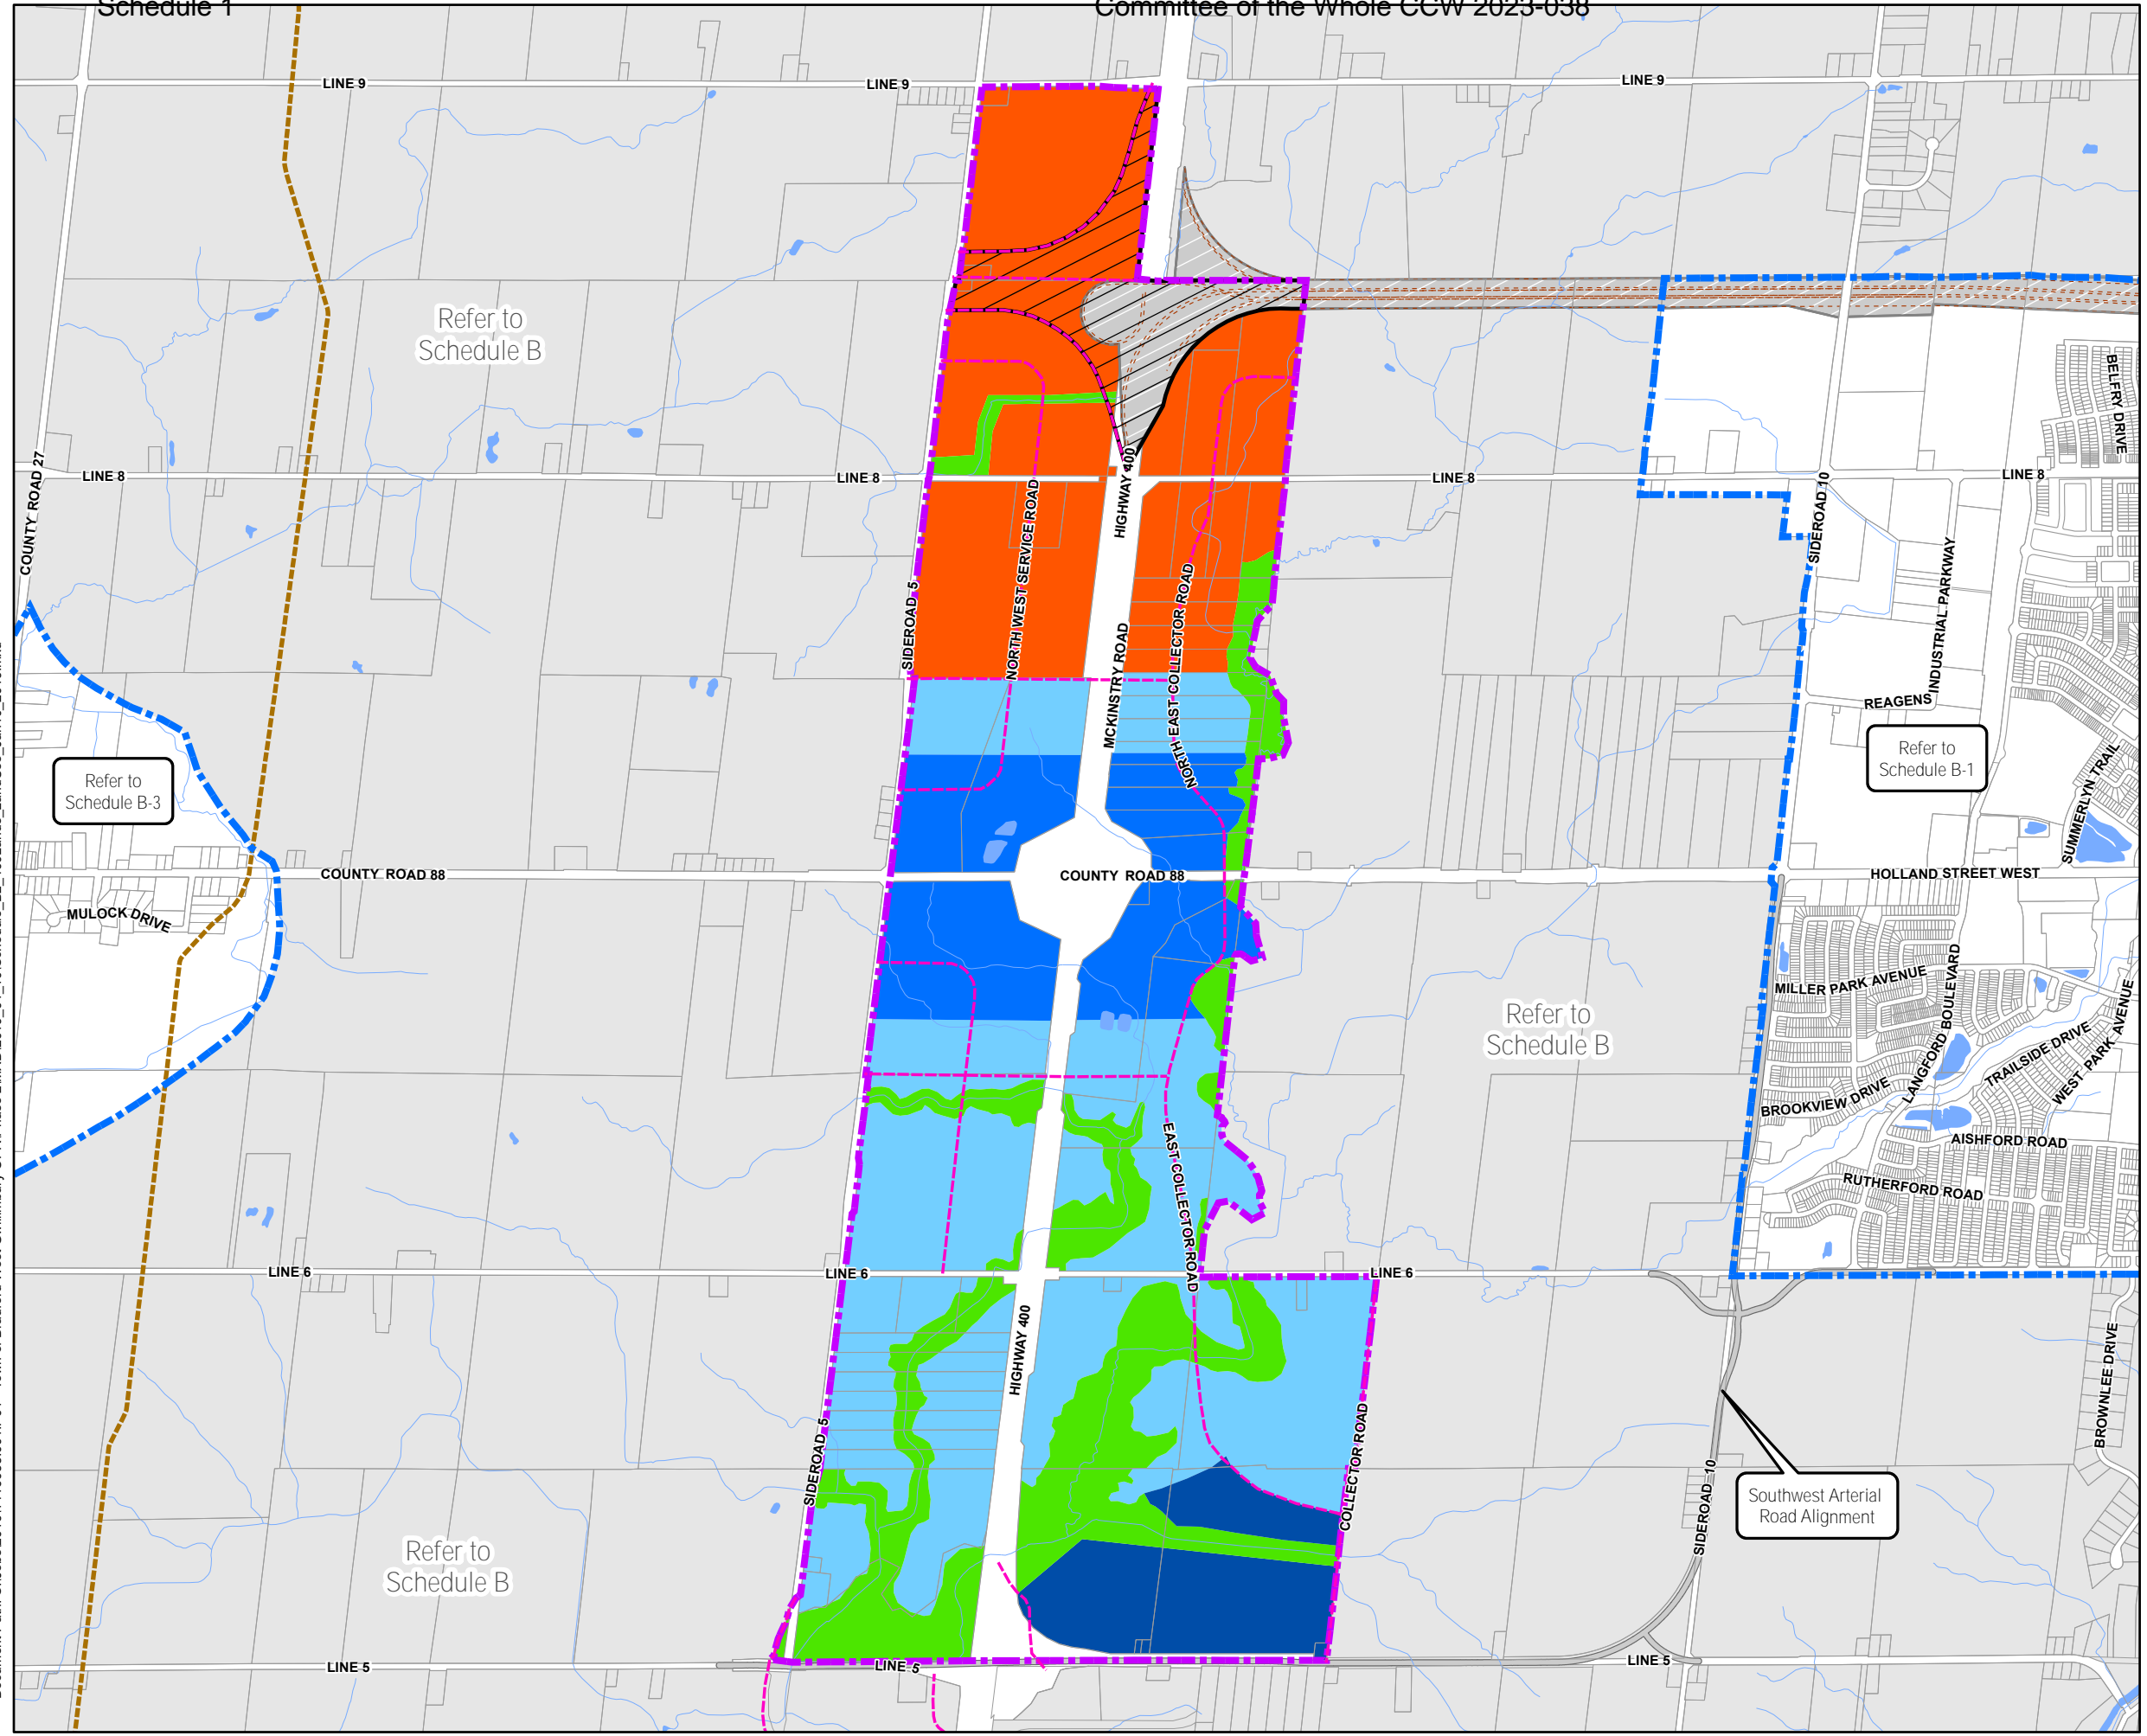 Schedule 1
Committee of the Whole CCW 2023-038
LINE 9
LINE 9
LINE 9
Refer to
Schedule B
BELFRY DRIVE
COUNTY ROAD 27
LINE 8
LINE 8
HIGHWAY 400
LINE 8
SIDEROAD 10
LINE 8
SIDEROAD 5
NORTH WEST SERVICE ROAD
MCKINSTRY ROAD
NORTH EAST COLLECTOR ROAD
INDUSTRIAL PARKWAY
REAGENS
Refer to
Schedule B-3
Refer to
Schedule B-1
SUMMERLYN TRAIL
COUNTY ROAD 88
COUNTY ROAD 88
HOLLAND STREET WEST
MULOCK DRIVE
MILLER PARK AVENUE
LANGFORD BOULEVARD
Refer to
Schedule B
TRAILSIDE DRIVE
WEST PARK AVENUE
BROOKVIEW DRIVE
AISHFORD ROAD
RUTHERFORD ROAD
EAST COLLECTOR ROAD
LINE 6
LINE 6
LINE 6
HIGHWAY 400
BROWNLEE DRIVE
SIDEROAD 5
COLLECTOR ROAD
SIDEROAD 10
Southwest Arterial
Road Alignment
Refer to
Schedule B
LINE 5
LINE 5
LINE 5